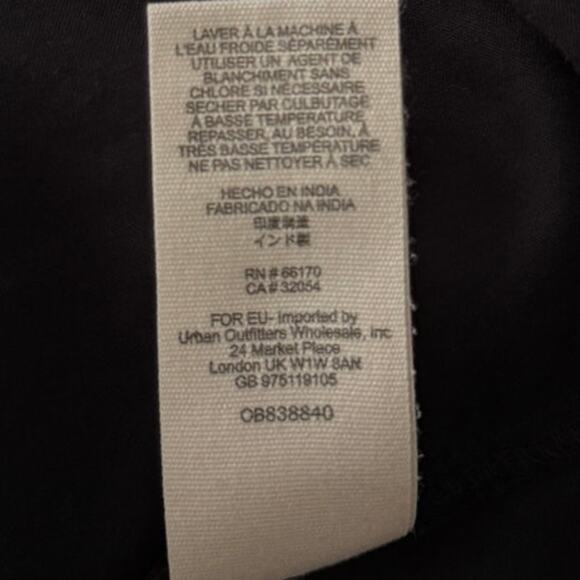 LAVER À LA MACHINE À
L'EAU FROIDE SÉPARÉMENT
UTILISER UN AGENT DE
BLANCHIMENT SANS
CHLORE SI NÉCESSAIRE
SÉCHER PAR CULBUTAGE
À BASSE TEMPÉRATURE
REPASSER, AU BESOIN, À
TRÈS BASSE TEMPÉRATURE
NE PAS NETTOYER À SEC
HECHO EN INDIA
FABRICADO NA INDIA
印度製造
インド製
RN # 66170
CA # 32054
FOR EU- Imported by
Urban Outfitters Wholesale, Inc
24 Market Place
London UK W1W 8AN
GB 975119105
OB838840